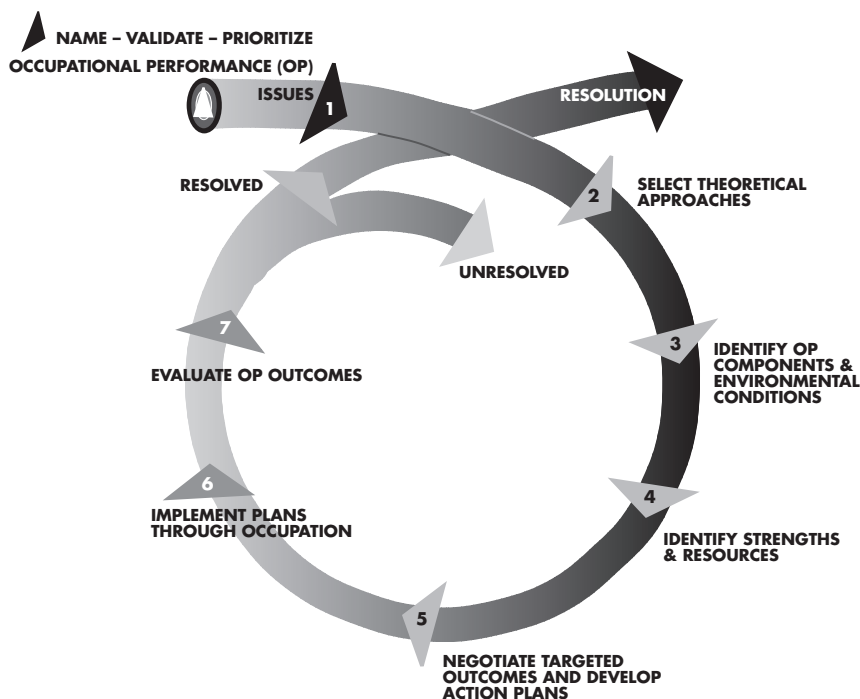 NAME – VALIDATE – PRIORITIZE
OCCUPATIONAL PERFORMANCE (OP)
ISSUES
1
RESOLUTION
RESOLVED
2
SELECT THEORETICAL
APPROACHES
UNRESOLVED
3
IDENTIFY OP
COMPONENTS &
ENVIRONMENTAL
CONDITIONS
4
IDENTIFY STRENGTHS
& RESOURCES
5
NEGOTIATE TARGETED
OUTCOMES AND DEVELOP
ACTION PLANS
6
IMPLEMENT PLANS
THROUGH OCCUPATION
7
EVALUATE OP OUTCOMES